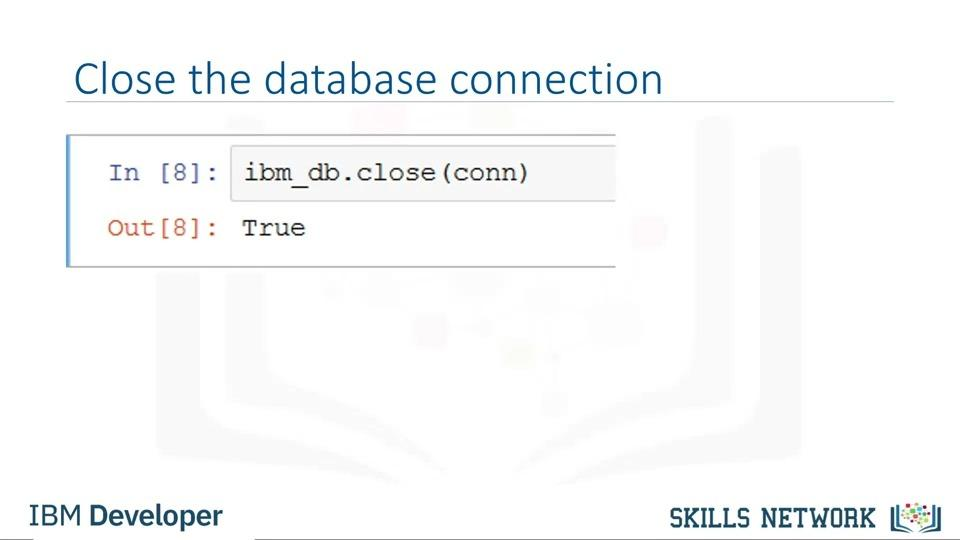 Close the database connection
In [8]: ibm_db.close(conn)
Out[8]: True
IBM Developer
SKILLS NETWORK